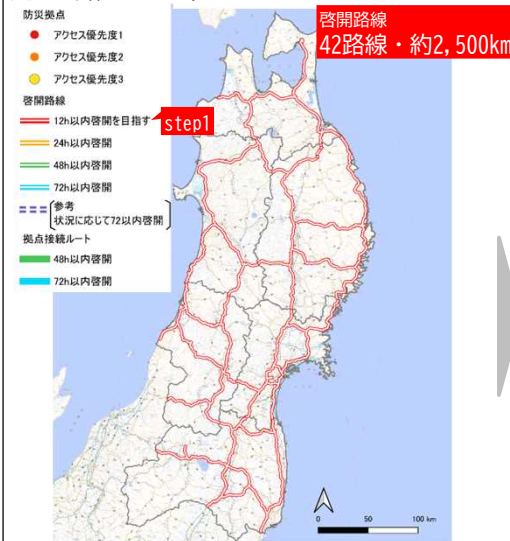 防災拠点
アクセス優先度1
アクセス優先度2
アクセス優先度3
啓開路線
12h以内啓開を目指す
step1
24h以内啓開
48h以内啓開
72h以内啓開
参考
状況に応じて72以内啓開
拠点接続ルート
48h以内啓開
72h以内啓開
啓開路線
42路線・約2,500km
0 50 100 km